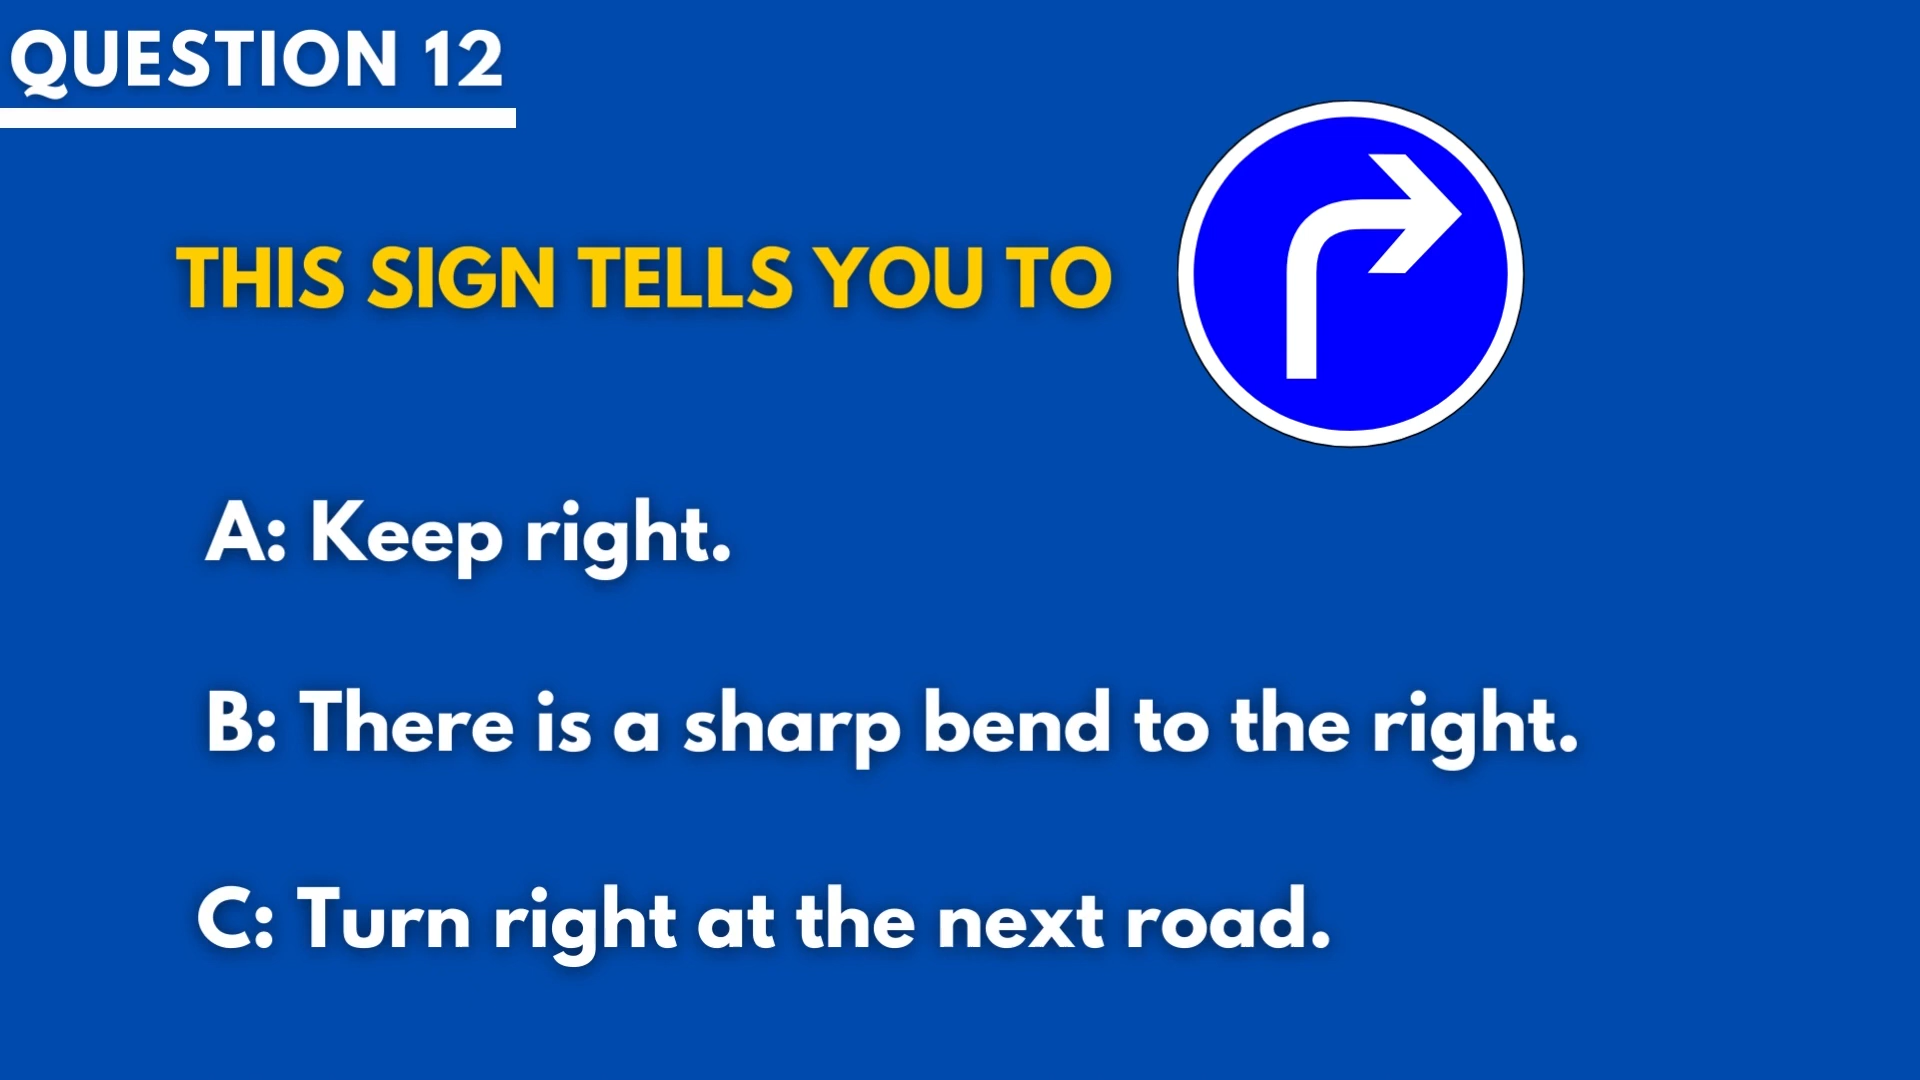 QUESTION 12
THIS SIGN TELLS YOU TO
A: Keep right.
B: There is a sharp bend to the right.
C: Turn right at the next road.